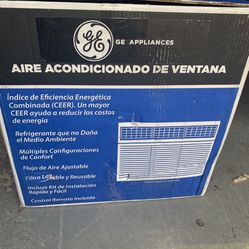 GE GE APPLIANCES
AIRE ACONDICIONADO DE VENTANA
Índice de Eficiencia Energética
Combinada (CEER). Un mayor
CEER ayuda a reducir los costos
de energía
Refrigerante que no Daña
el Medio Ambiente
Múltiples Configuraciones
de Confort
Flujo de Aire Ajustable
Filtro Lavable y Reusable
Incluye Kit de Instalación
Rápida y Fácil
Control Remoto incluido